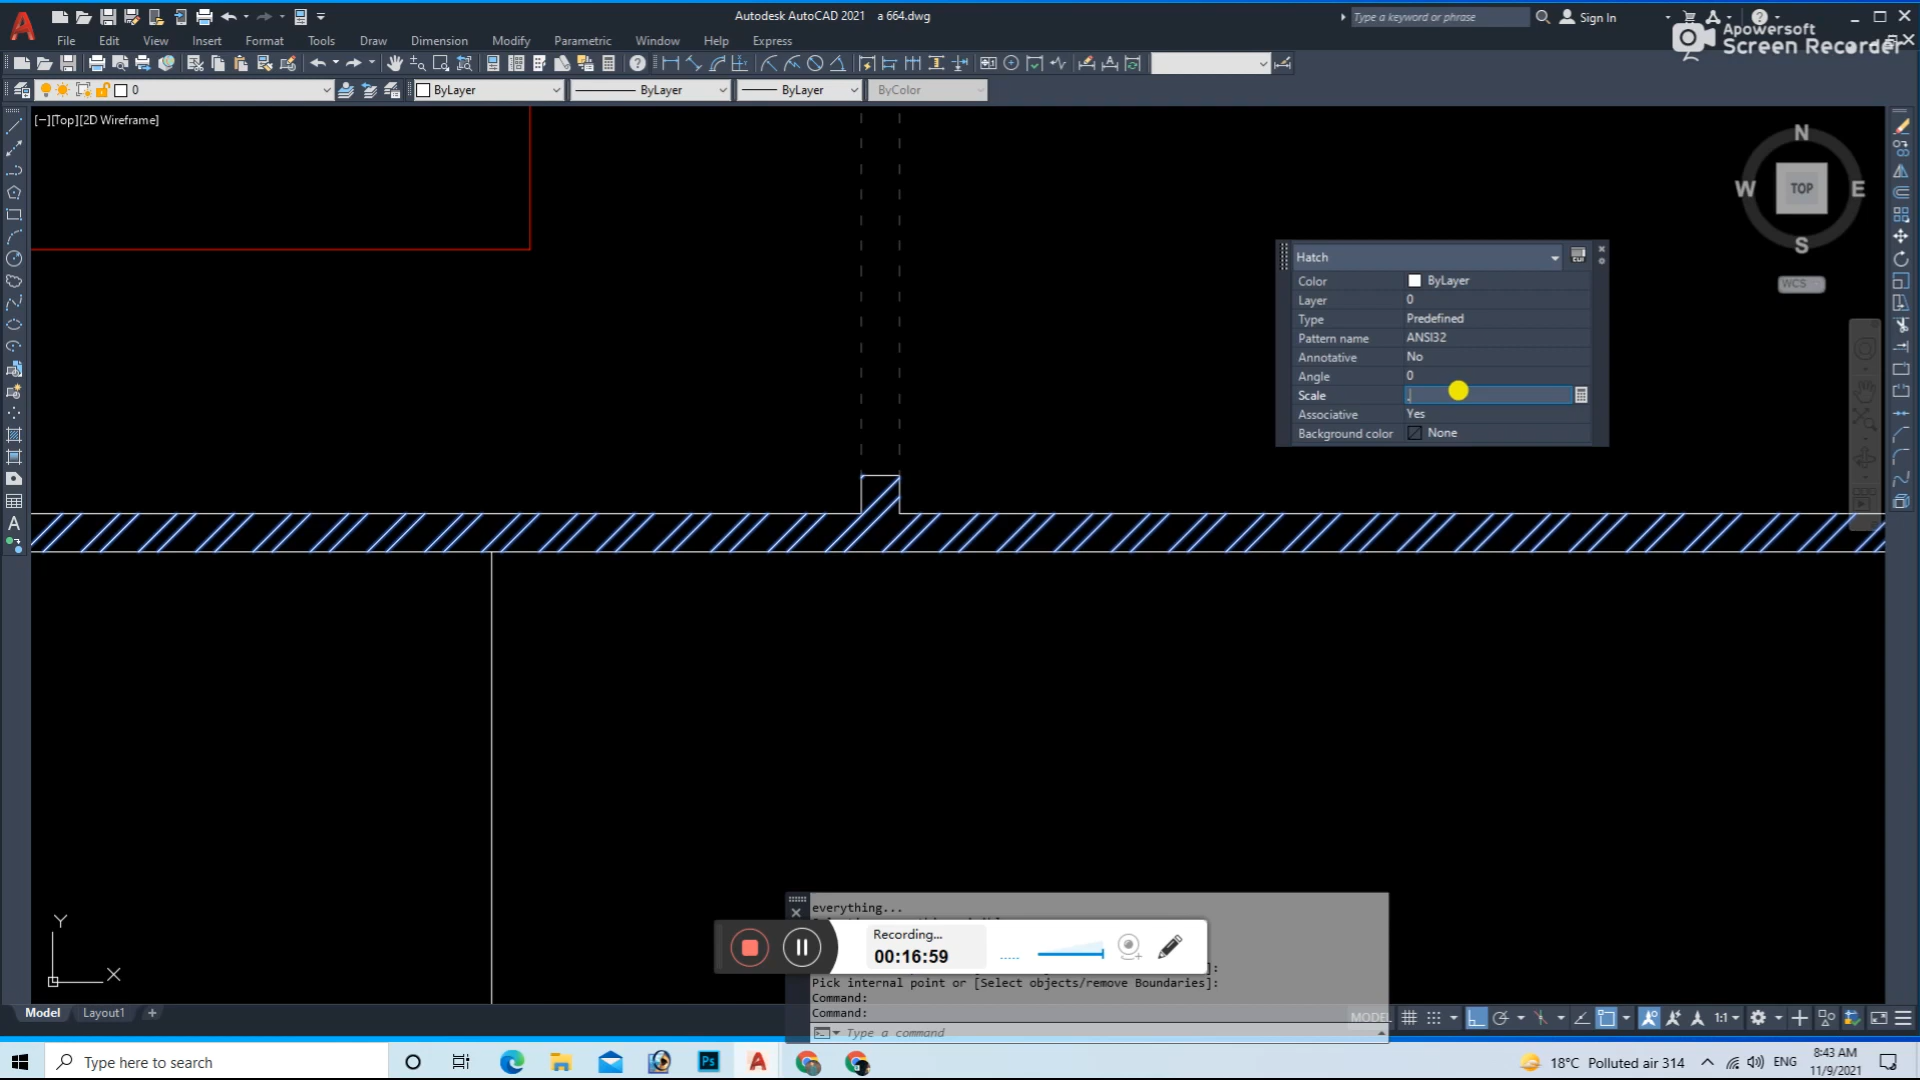 Autodesk AutoCAD 2021 a 664.dwg
Type a keyword or phrase
Sign In
Apowersoft
Screen Recorder
File Edit View Insert Format Tools Draw Dimension Modify Parametric Window Help Express
0
ByLayer
ByLayer
ByLayer
ByColor
[−][Top][2D Wireframe]
N
W TOP E
S
WCS
Hatch
Color ByLayer
Layer 0
Type Predefined
Pattern name ANSI32
Annotative No
Angle 0
Scale .
Associative Yes
Background color None
Y
X
everything...
Recording...
00:16:59
Pick internal point or [Select objects/remove Boundaries]:
Command:
Command:
Type a command
Model Layout1 +
MODEL 1:1
Type here to search
Ps
18°C Polluted air 314
ENG
8:43 AM
11/9/2021